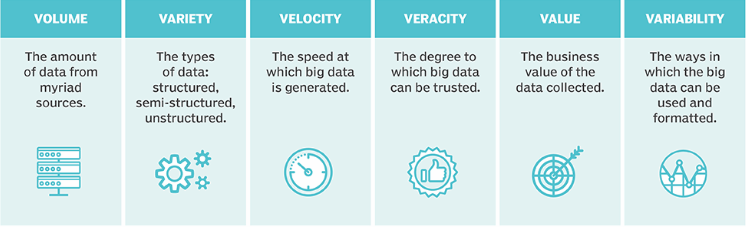 VOLUME
The amount
of data from
myriad
sources.
VARIETY
The types
of data:
structured,
semi-structured,
unstructured.
VELOCITY
The speed at
which big data
is generated.
VERACITY
The degree to
which big data
can be trusted.
VALUE
The business
value of the
data collected.
VARIABILITY
The ways in
which the big
data can be
used and
formatted.